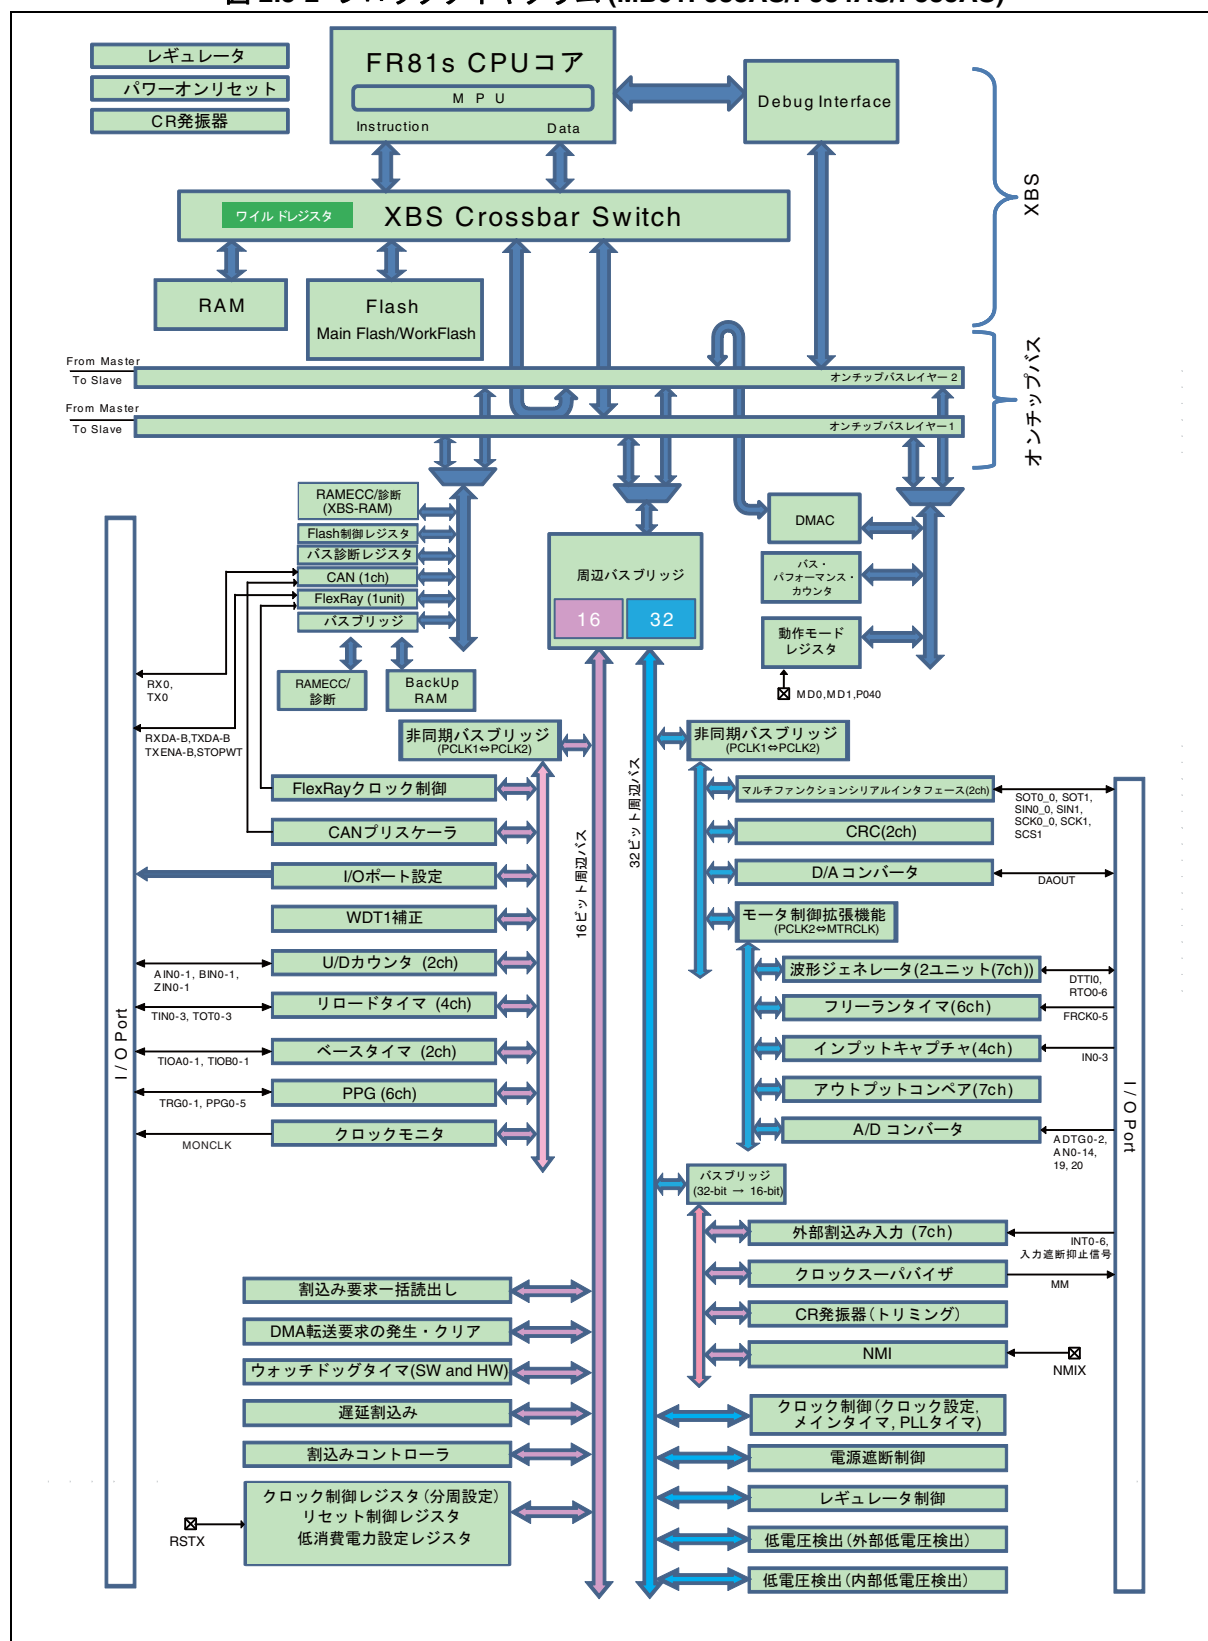 レギュレータ
パワーオンリセット
CR発振器
FR81s CPUコア
M P U
Instruction
Data
Debug Interface
XBS
ワイルドレジスタ
XBS Crossbar Switch
RAM
Flash
Main Flash/WorkFlash
From Master
To Slave
オンチップバスレイヤー 2
From Master
To Slave
オンチップバスレイヤー 1
オンチップバス
RAMECC/診断
(XBS-RAM)
Flash制御レジスタ
バス診断レジスタ
CAN (1ch)
FlexRay (1unit)
バスブリッジ
RAMECC/
診断
BackUp
RAM
周辺バスブリッジ
16
32
DMAC
バス・
パフォーマンス・
カウンタ
動作モード
レジスタ
MD0,MD1,P040
RX0,
TX0
RXDA-B,TXDA-B
TXENA-B,STOPWT
非同期バスブリッジ
(PCLK1⇔PCLK2)
FlexRayクロック制御
CANプリスケーラ
I/Oポート設定
WDT1補正
U/Dカウンタ (2ch)
AIN0-1, BIN0-1,
ZIN0-1
リロードタイマ (4ch)
TIN0-3, TOT0-3
ベースタイマ (2ch)
TIOA0-1, TIOB0-1
PPG (6ch)
TRG0-1, PPG0-5
クロックモニタ
MONCLK
I / O Port
16ビット周辺バス
32ビット周辺バス
非同期バスブリッジ
(PCLK1⇔PCLK2)
マルチファンクションシリアルインタフェース(2ch)
SOT0_0, SOT1,
SIN0_0, SIN1,
SCK0_0, SCK1,
SCS1
CRC(2ch)
D/A コンバータ
DAOUT
モータ制御拡張機能
(PCLK2⇔MTRCLK)
波形ジェネレータ(2ユニット(7ch))
DTTI0,
RTO0-6
フリーランタイマ(6ch)
FRCK0-5
インプットキャプチャ(4ch)
IN0-3
アウトプットコンペア(7ch)
A/D コンバータ
ADTG0-2,
AN0-14,
19, 20
I / O Port
バスブリッジ
(32-bit → 16-bit)
外部割込み入力 (7ch)
INT0-6,
入力遮断抑止信号
クロックスーパバイザ
MM
CR発振器(トリミング)
NMI
NMIX
割込み要求一括読出し
DMA転送要求の発生・クリア
ウォッチドッグタイマ(SW and HW)
遅延割込み
割込みコントローラ
クロック制御レジスタ(分周設定)
リセット制御レジスタ
低消費電力設定レジスタ
RSTX
クロック制御(クロック設定,
メインタイマ, PLLタイマ)
電源遮断制御
レギュレータ制御
低電圧検出(外部低電圧検出)
低電圧検出(内部低電圧検出)